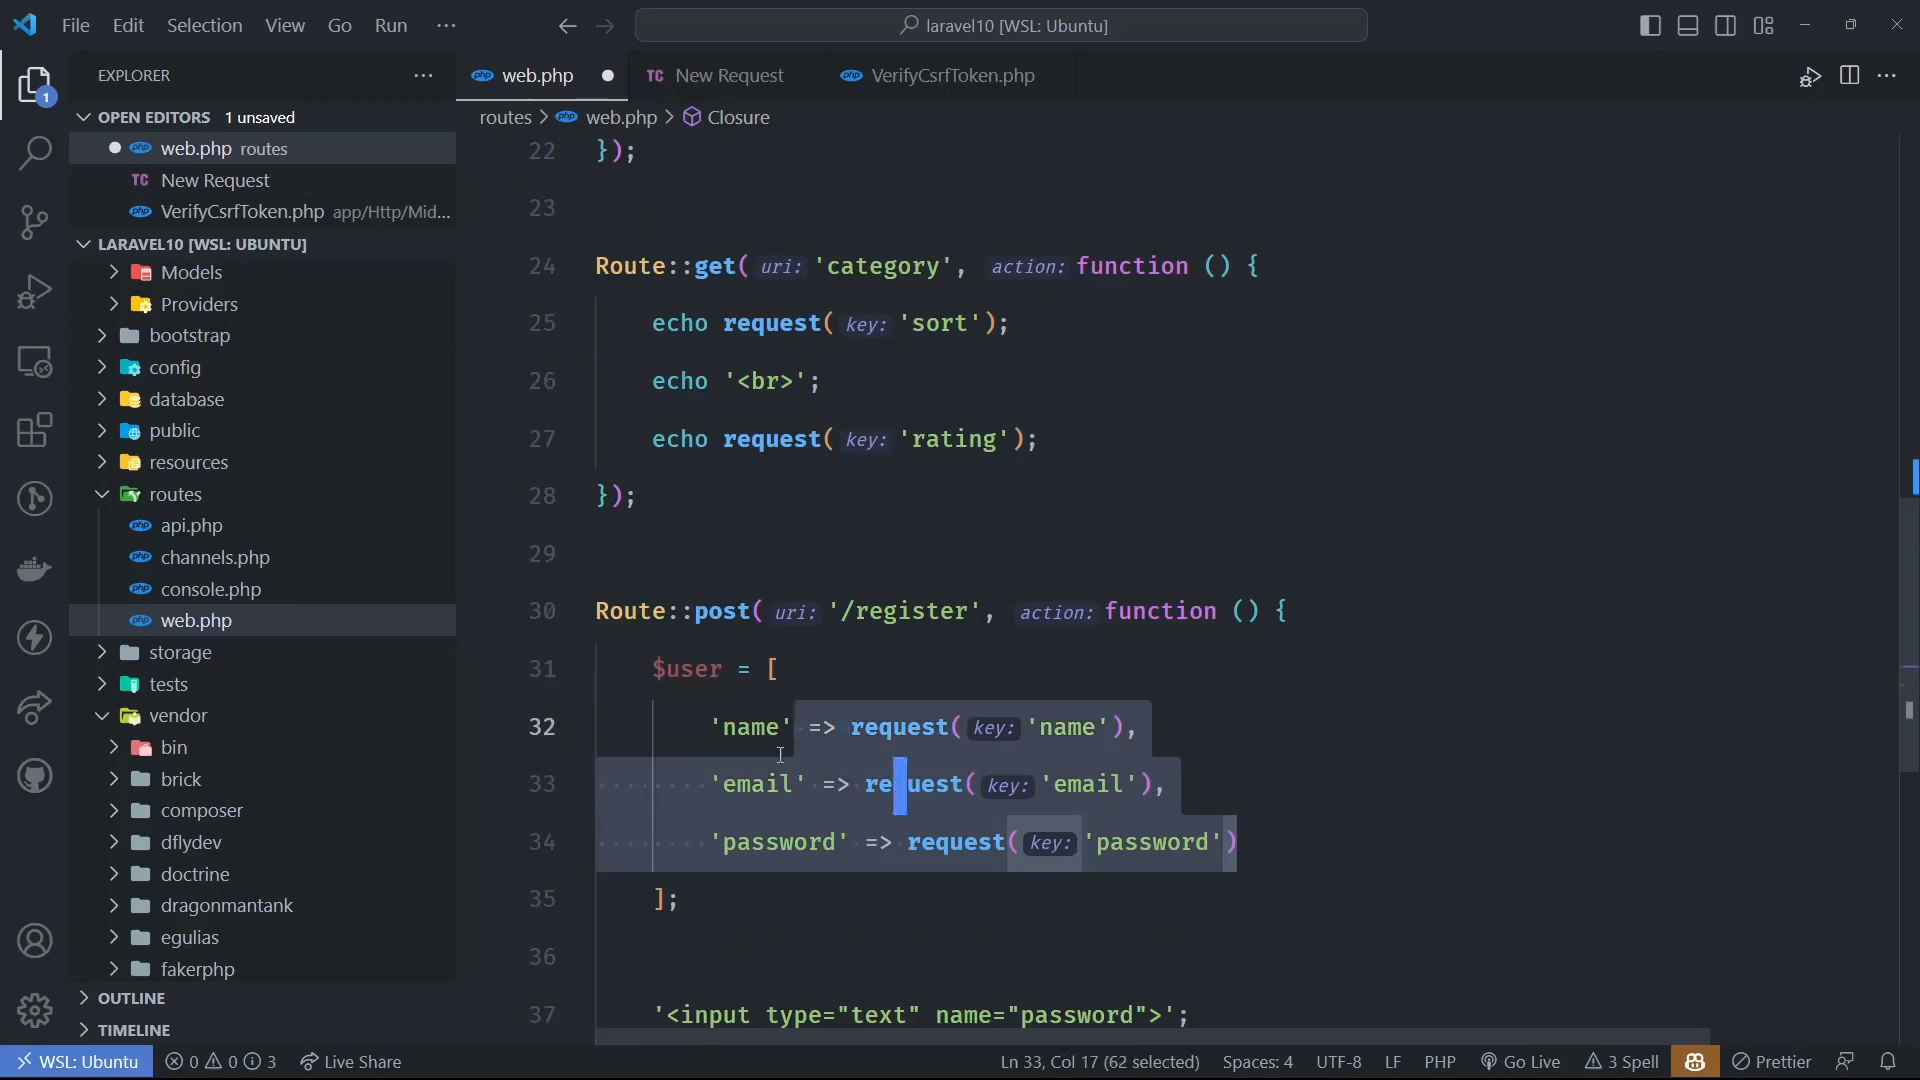 File Edit Selection View Go Run ···
laravel10 [WSL: Ubuntu]
EXPLORER ···
web.php
TC New Request
VerifyCsrfToken.php
1
OPEN EDITORS 1 unsaved
web.php routes
TC New Request
VerifyCsrfToken.php app/Http/Mid...
LARAVEL10 [WSL: UBUNTU]
Models
Providers
bootstrap
config
database
public
resources
routes
api.php
channels.php
console.php
web.php
storage
tests
vendor
bin
brick
composer
dflydev
doctrine
dragonmantank
egulias
fakerphp
OUTLINE
TIMELINE
routes > web.php > Closure
22 });
23
24 Route::get( uri: 'category', action: function () {
25 echo request( key: 'sort');
26 echo '<br>';
27 echo request( key: 'rating');
28 });
29
30 Route::post( uri: '/register', action: function () {
31 $user = [
32 'name' => request( key: 'name'),
33 'email' => request( key: 'email'),
34 'password' => request( key: 'password')
35 ];
36
37 '<input type="text" name="password">';
WSL: Ubuntu 0 0 3 Live Share Ln 33, Col 17 (62 selected) Spaces: 4 UTF-8 LF PHP Go Live 3 Spell Prettier